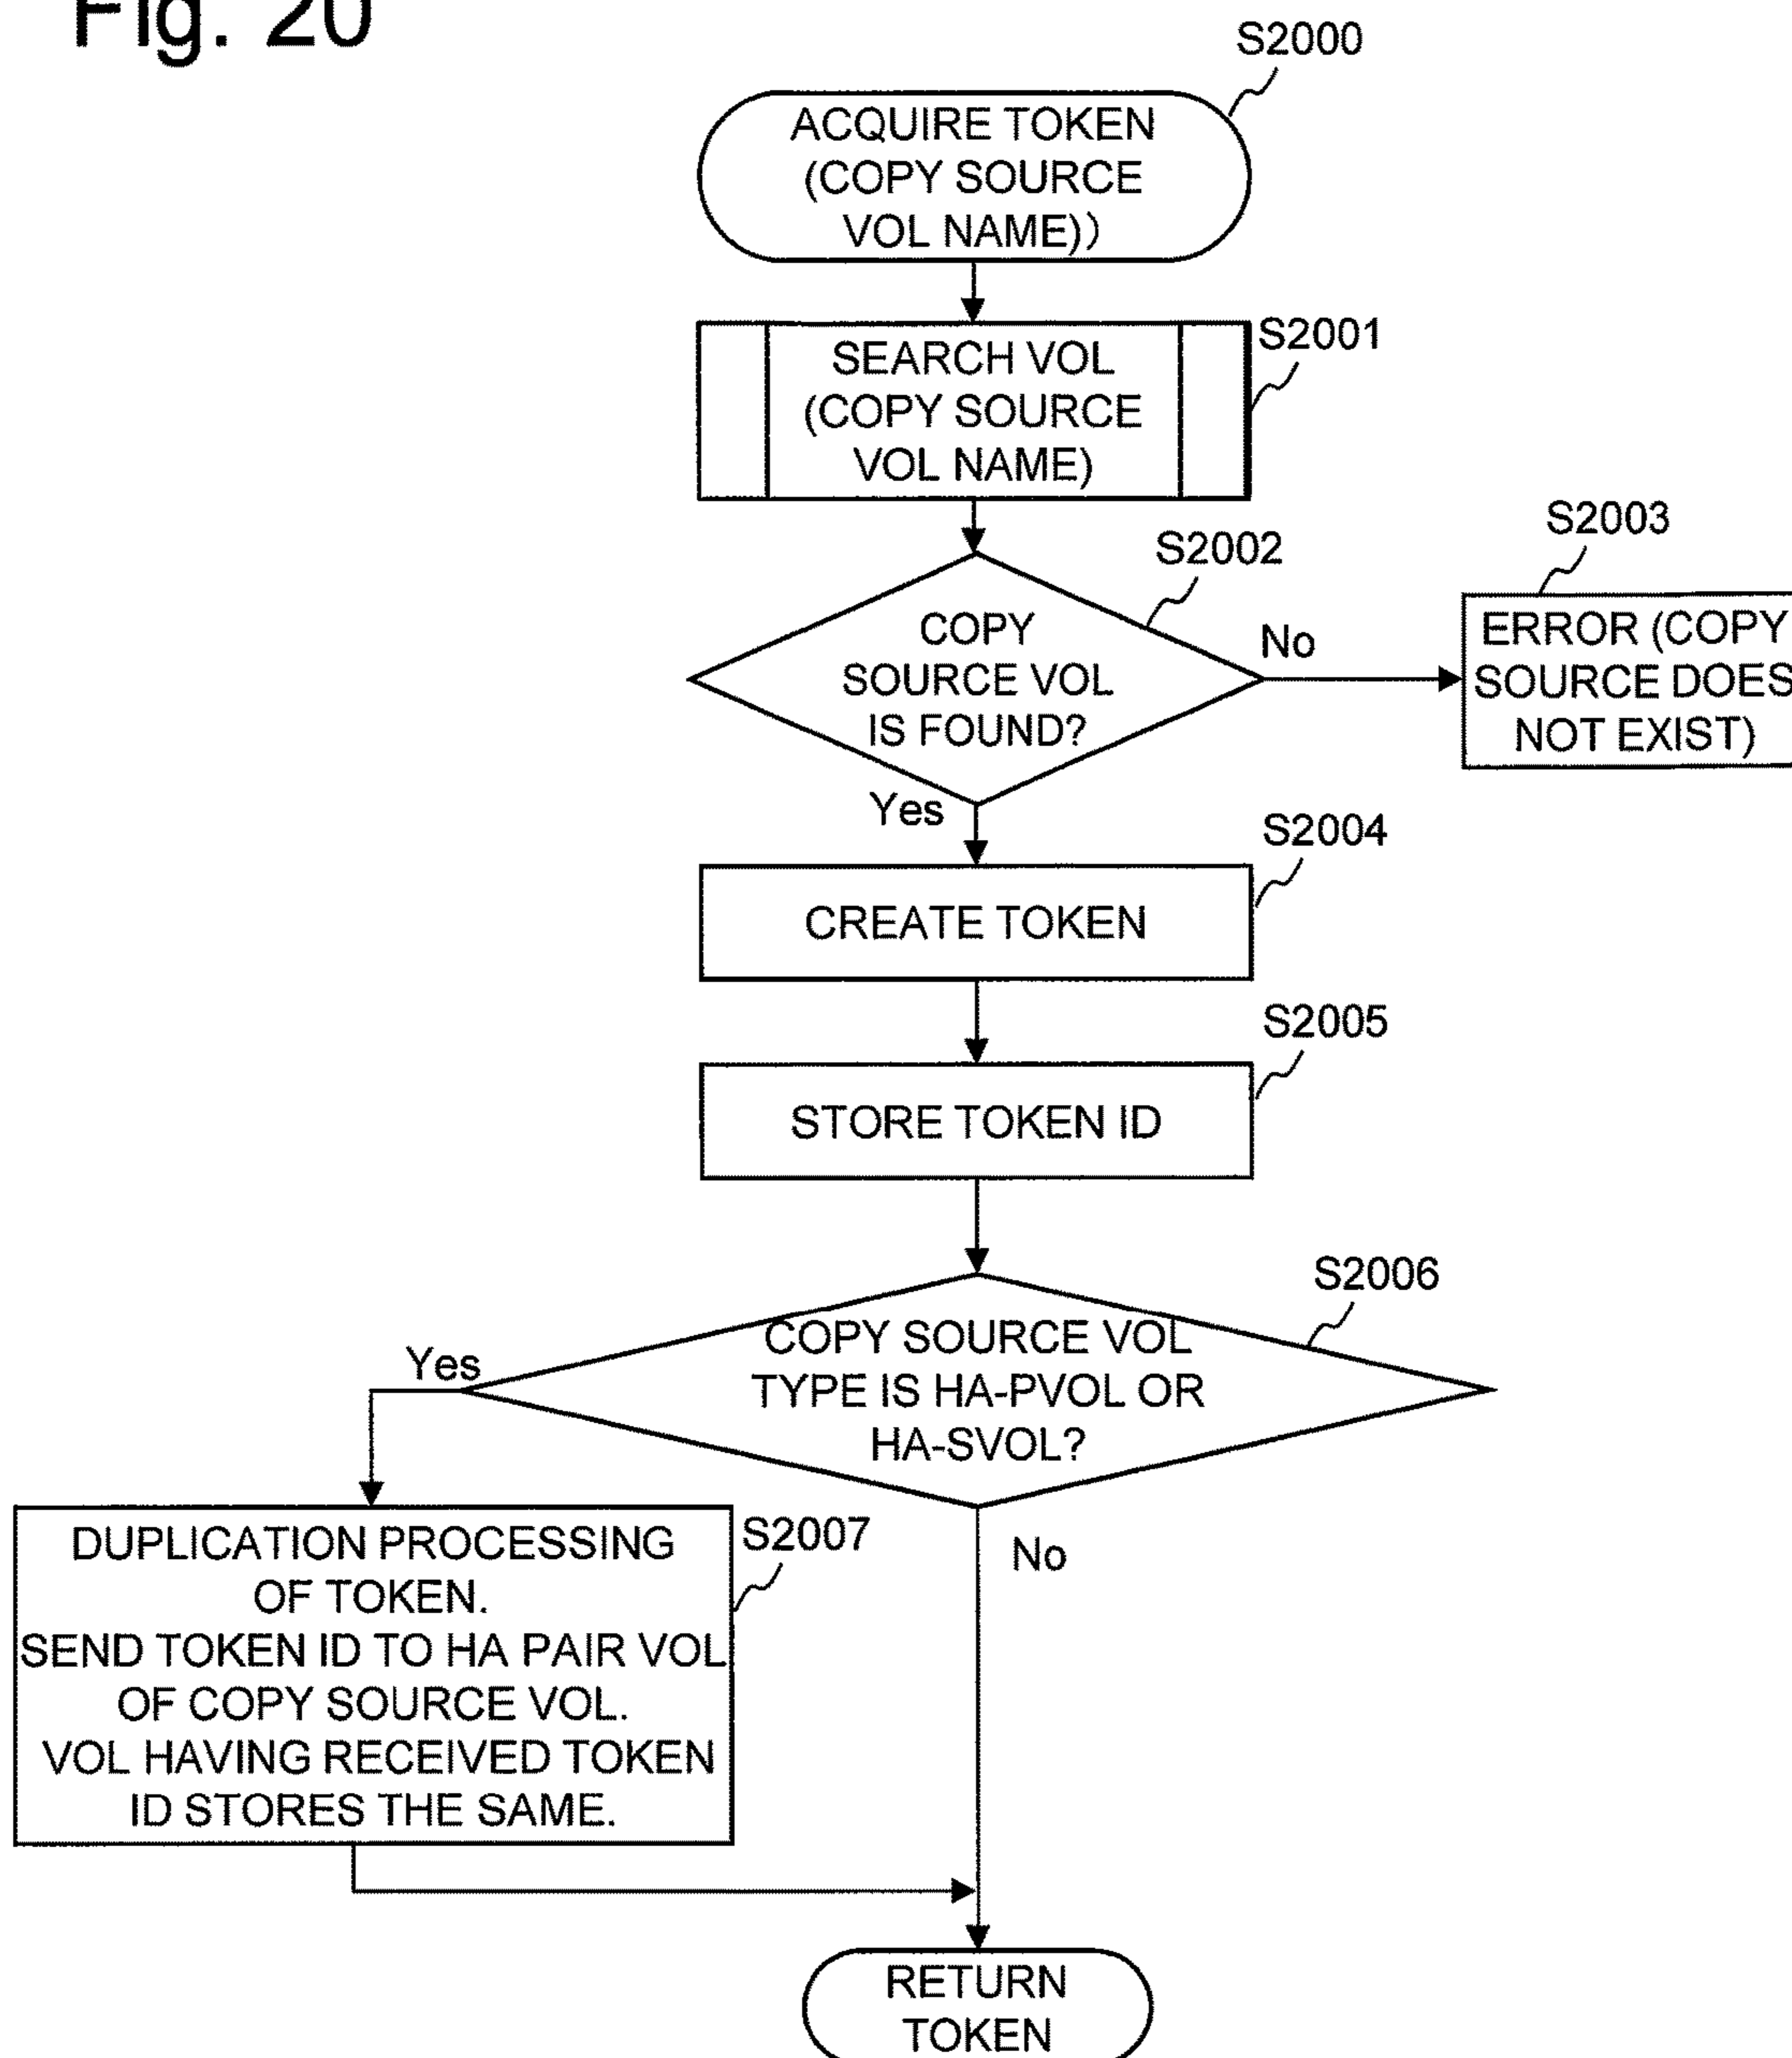 Fig. 20
S2000
ACQUIRE TOKEN
(COPY SOURCE
VOL NAME))
S2001
SEARCH VOL
(COPY SOURCE
VOL NAME)
S2002
COPY
SOURCE VOL
IS FOUND?
No
S2003
ERROR (COPY
SOURCE DOES
NOT EXIST)
Yes
S2004
CREATE TOKEN
S2005
STORE TOKEN ID
S2006
COPY SOURCE VOL
TYPE IS HA-PVOL OR
HA-SVOL?
Yes
No
S2007
DUPLICATION PROCESSING
OF TOKEN.
SEND TOKEN ID TO HA PAIR VOL
OF COPY SOURCE VOL.
VOL HAVING RECEIVED TOKEN
ID STORES THE SAME.
RETURN
TOKEN